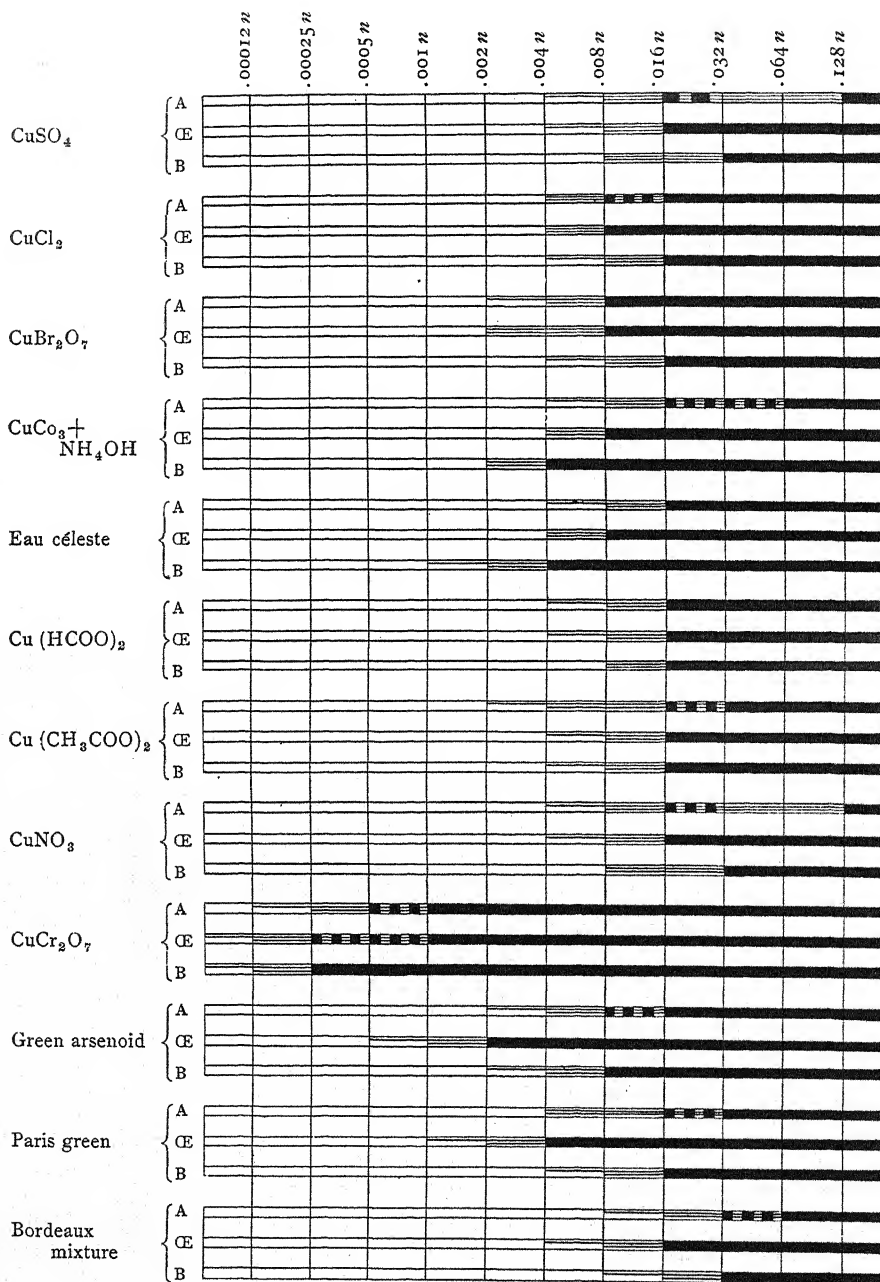 .00012 n
.00025 n
.0005 n
.001 n
.002 n
.004 n
.008 n
.016 n
.032 n
.064 n
.128 n
CuSO₄
A
Œ
B
CuCl₂
A
Œ
B
CuBr₂O₇
A
Œ
B
CuCo₃+
NH₄OH
A
Œ
B
Eau céleste
A
Œ
B
Cu (HCOO)₂
A
Œ
B
Cu (CH₃COO)₂
A
Œ
B
CuNO₃
A
Œ
B
CuCr₂O₇
A
Œ
B
Green arsenoid
A
Œ
B
Paris green
A
Œ
B
Bordeaux
mixture
A
Œ
B